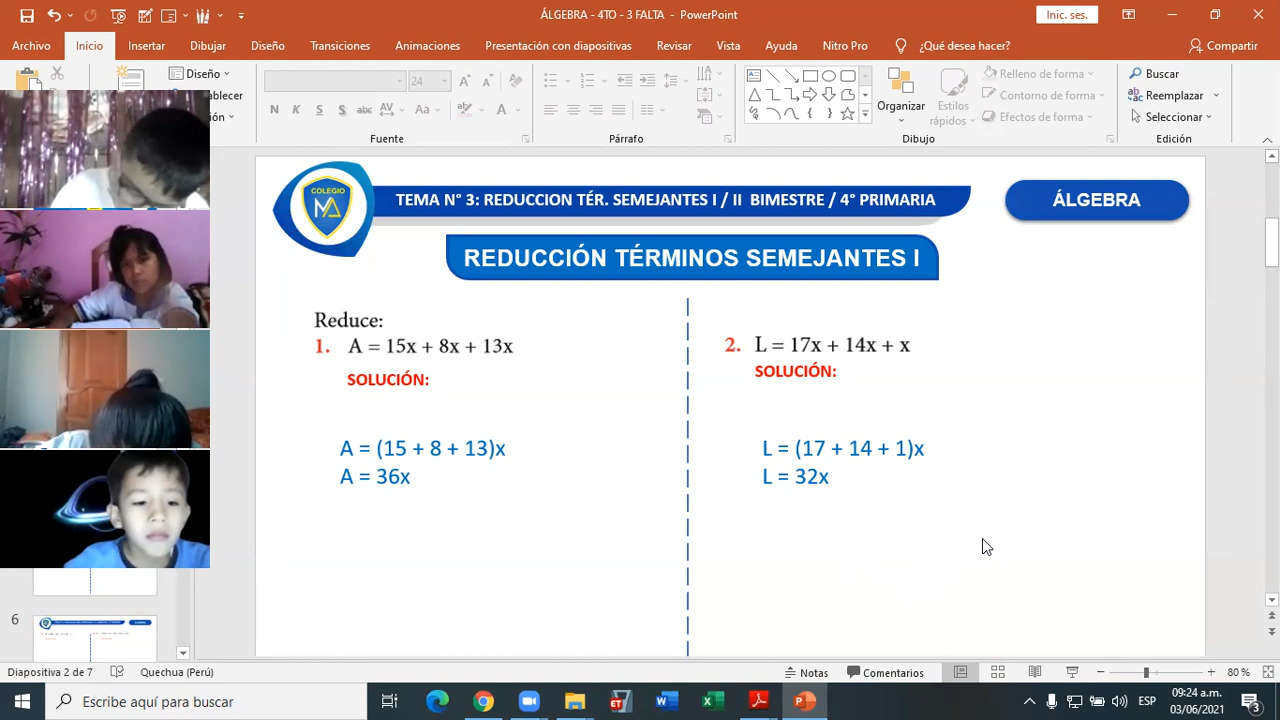 ÁLGEBRA - 4TO - 3 FALTA - PowerPoint
Inic. ses.
Archivo Inicio Insertar Dibujar Diseño Transiciones Animaciones Presentación con diapositivas Revisar Vista Ayuda Nitro Pro ¿Qué desea hacer? Compartir
Diseño
24
Organizar
Estilos rápidos
Relleno de forma
Contorno de forma
Efectos de forma
Buscar
Reemplazar
Seleccionar
Fuente Párrafo Dibujo Edición
COLEGIO
TEMA N° 3: REDUCCION TÉR. SEMEJANTES I / II BIMESTRE / 4° PRIMARIA
ÁLGEBRA
REDUCCIÓN TÉRMINOS SEMEJANTES I
Reduce:
1. A = 15x + 8x + 13x
SOLUCIÓN:
A = (15 + 8 + 13)x
A = 36x
2. L = 17x + 14x + x
SOLUCIÓN:
L = (17 + 14 + 1)x
L = 32x
6
Diapositiva 2 de 7 Quechua (Perú) Notas Comentarios 80 %
Escribe aquí para buscar
ESP
09:24 a.m.
03/06/2021
3